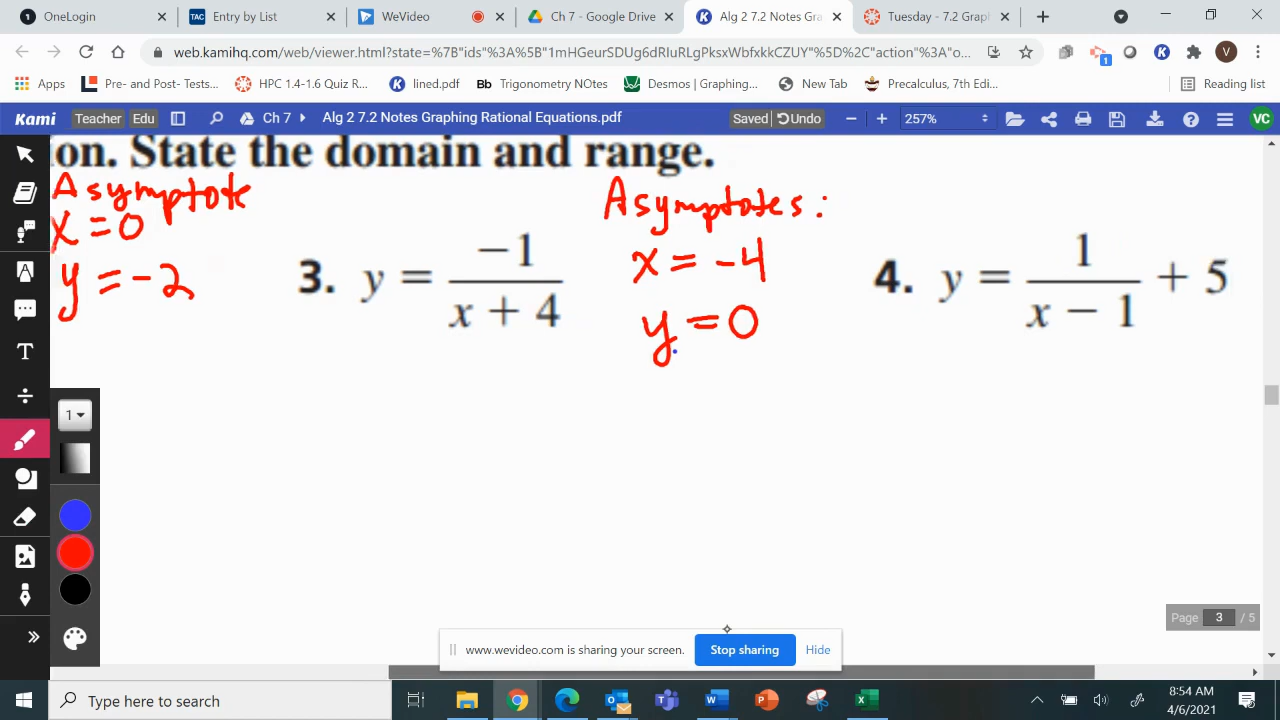 OneLogin
Entry by List
WeVideo
Ch 7 - Google Drive
Alg 2 7.2 Notes Gra
Tuesday - 7.2 Grap
web.kamihq.com/web/viewer.html?state=%7B"ids"%3A%5B"1mHGeurSDUg6dRIuRLgPksxWbfxkkCZUY"%5D%2C"action"%3A"o...
Apps
Pre- and Post- Tests...
HPC 1.4-1.6 Quiz R...
lined.pdf
Bb Trigonometry NOtes
Desmos | Graphing...
New Tab
Precalculus, 7th Edi...
Reading list
Kami
Teacher
Edu
Ch 7
Alg 2 7.2 Notes Graphing Rational Equations.pdf
Saved
Undo
257%
VC
ion. State the domain and range.
Asymptote
x = 0
y = -2
3. y = −1 / x + 4
Asymptotes:
x = -4
y = 0
4. y = 1 / x − 1 + 5
1
Page 3 / 5
www.wevideo.com is sharing your screen.
Stop sharing
Hide
Type here to search
8:54 AM
4/6/2021